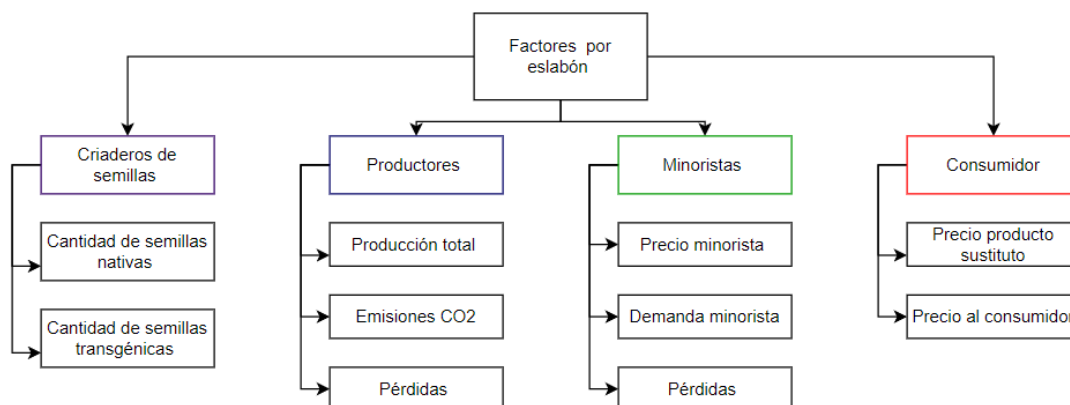 Factores por
eslabón
Criaderos de
semillas
Productores
Minoristas
Consumidor
Cantidad de semillas
nativas
Producción total
Precio minorista
Precio producto
sustituto
Cantidad de semillas
transgénicas
Emisiones CO2
Demanda minorista
Precio al consumidor
Pérdidas
Pérdidas